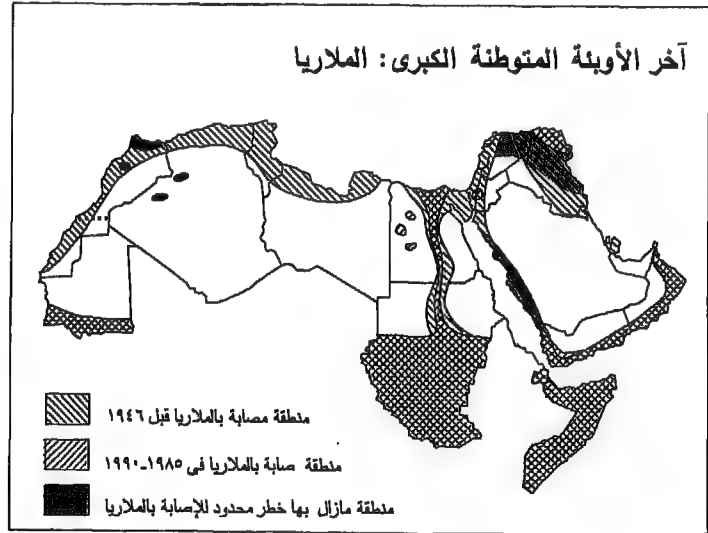 آخر الأوبئة المتوطنة الكبرى: الملاريا
منطقة مصابة بالملاريا قبل ١٩٤٦
منطقة صابة بالملاريا فى ١٩٨٥-١٩٩٠
منطقة مازال بها خطر محدود للإصابة بالملاريا